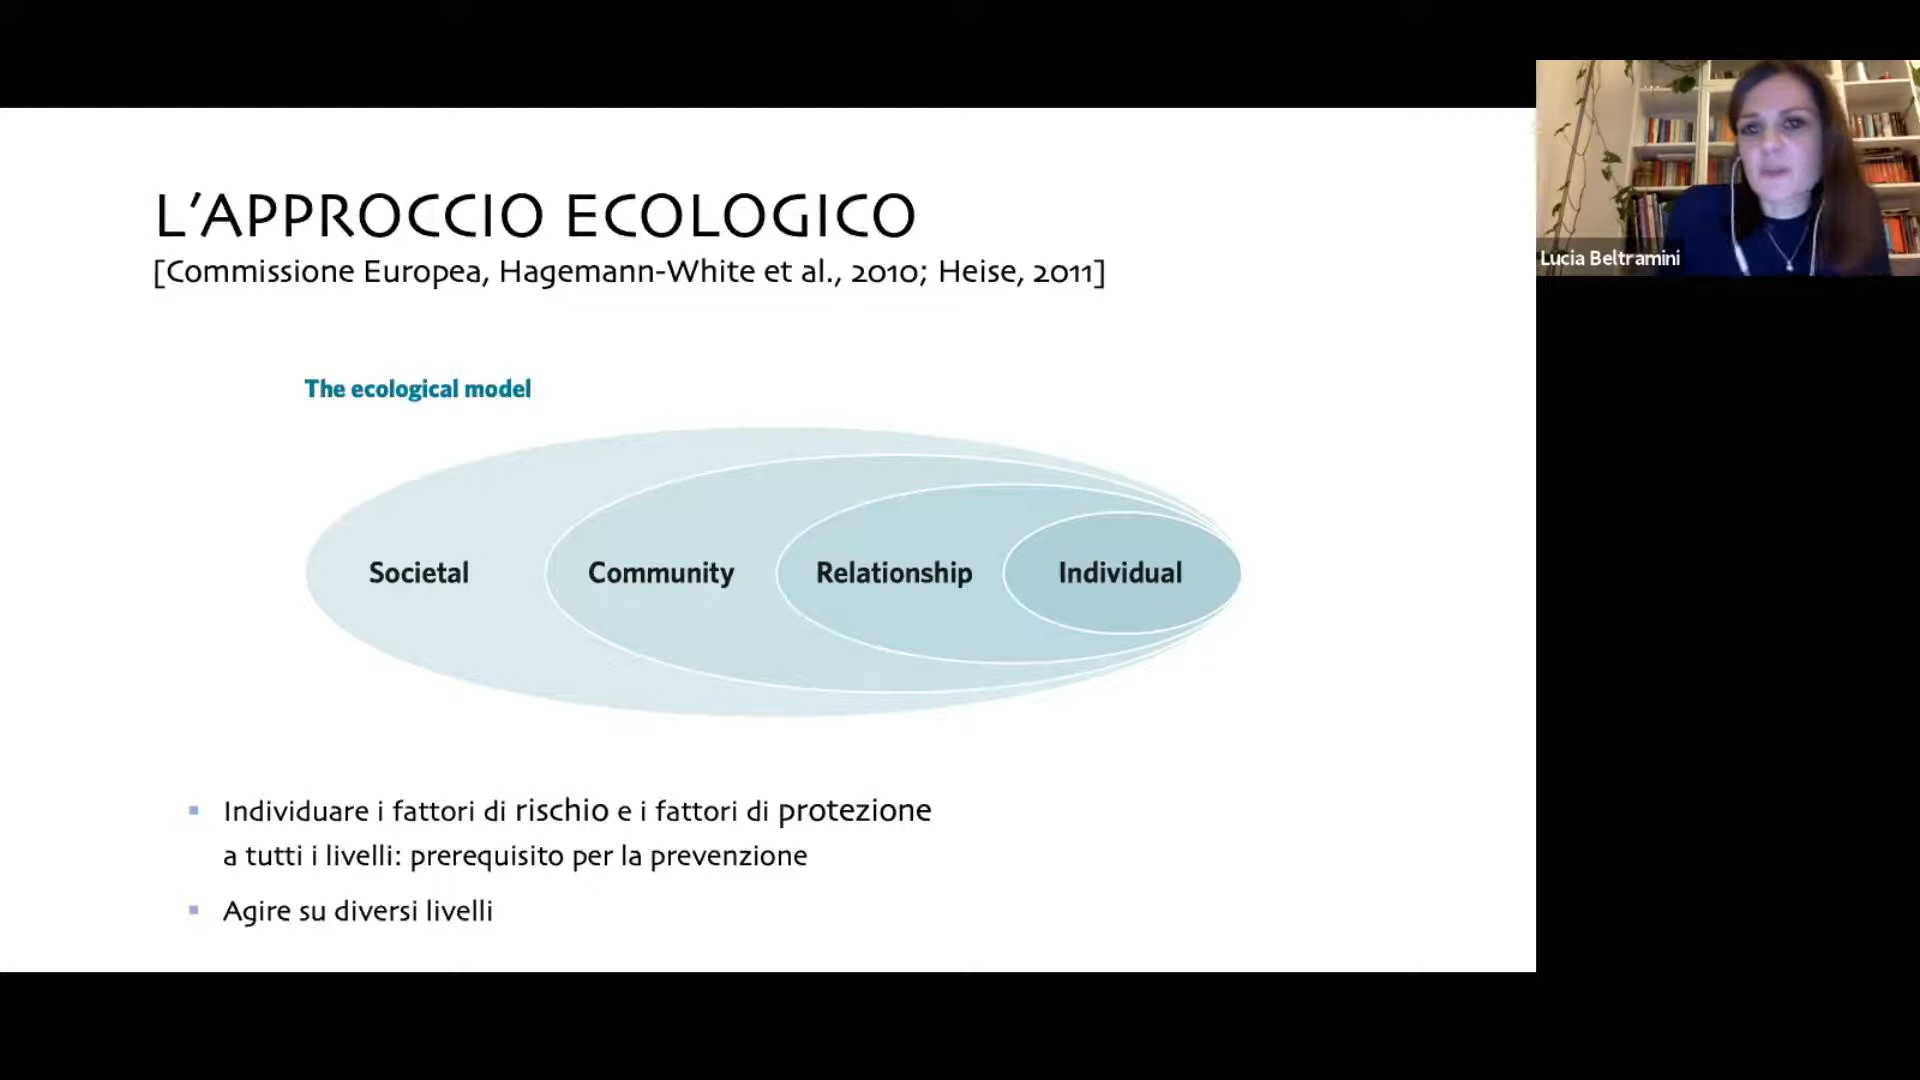 L'APPROCCIO ECOLOGICO
[Commissione Europea, Hagemann-White et al., 2010; Heise, 2011]
The ecological model
Societal
Community
Relationship
Individual
▪ Individuare i fattori di rischio e i fattori di protezione
a tutti i livelli: prerequisito per la prevenzione
▪ Agire su diversi livelli
Lucia Beltramini